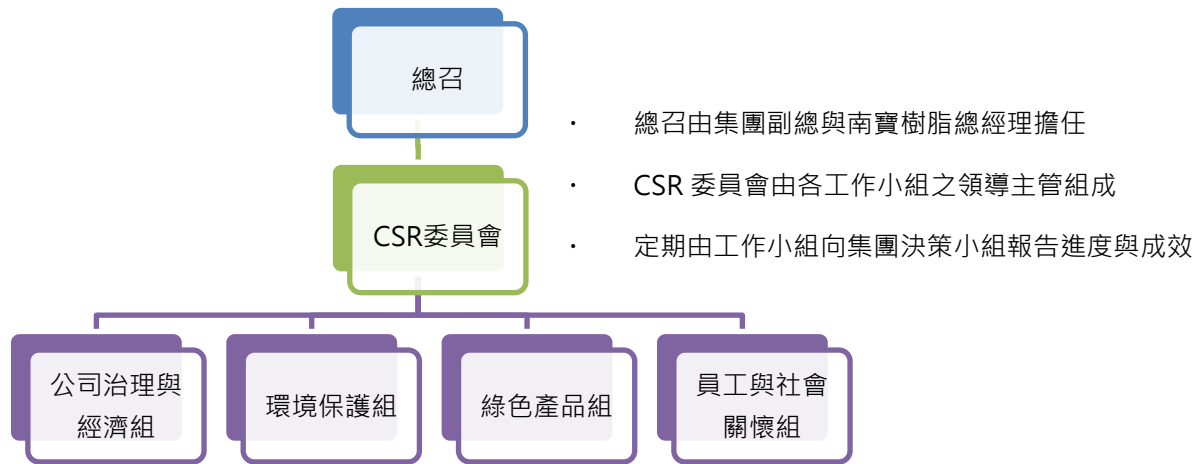 總召
· 總召由集團副總與南寶樹脂總經理擔任
· CSR 委員會由各工作小組之領導主管組成
CSR委員會
· 定期由工作小組向集團決策小組報告進度與成效
公司治理與
經濟組
環境保護組
綠色產品組
員工與社會
關懷組